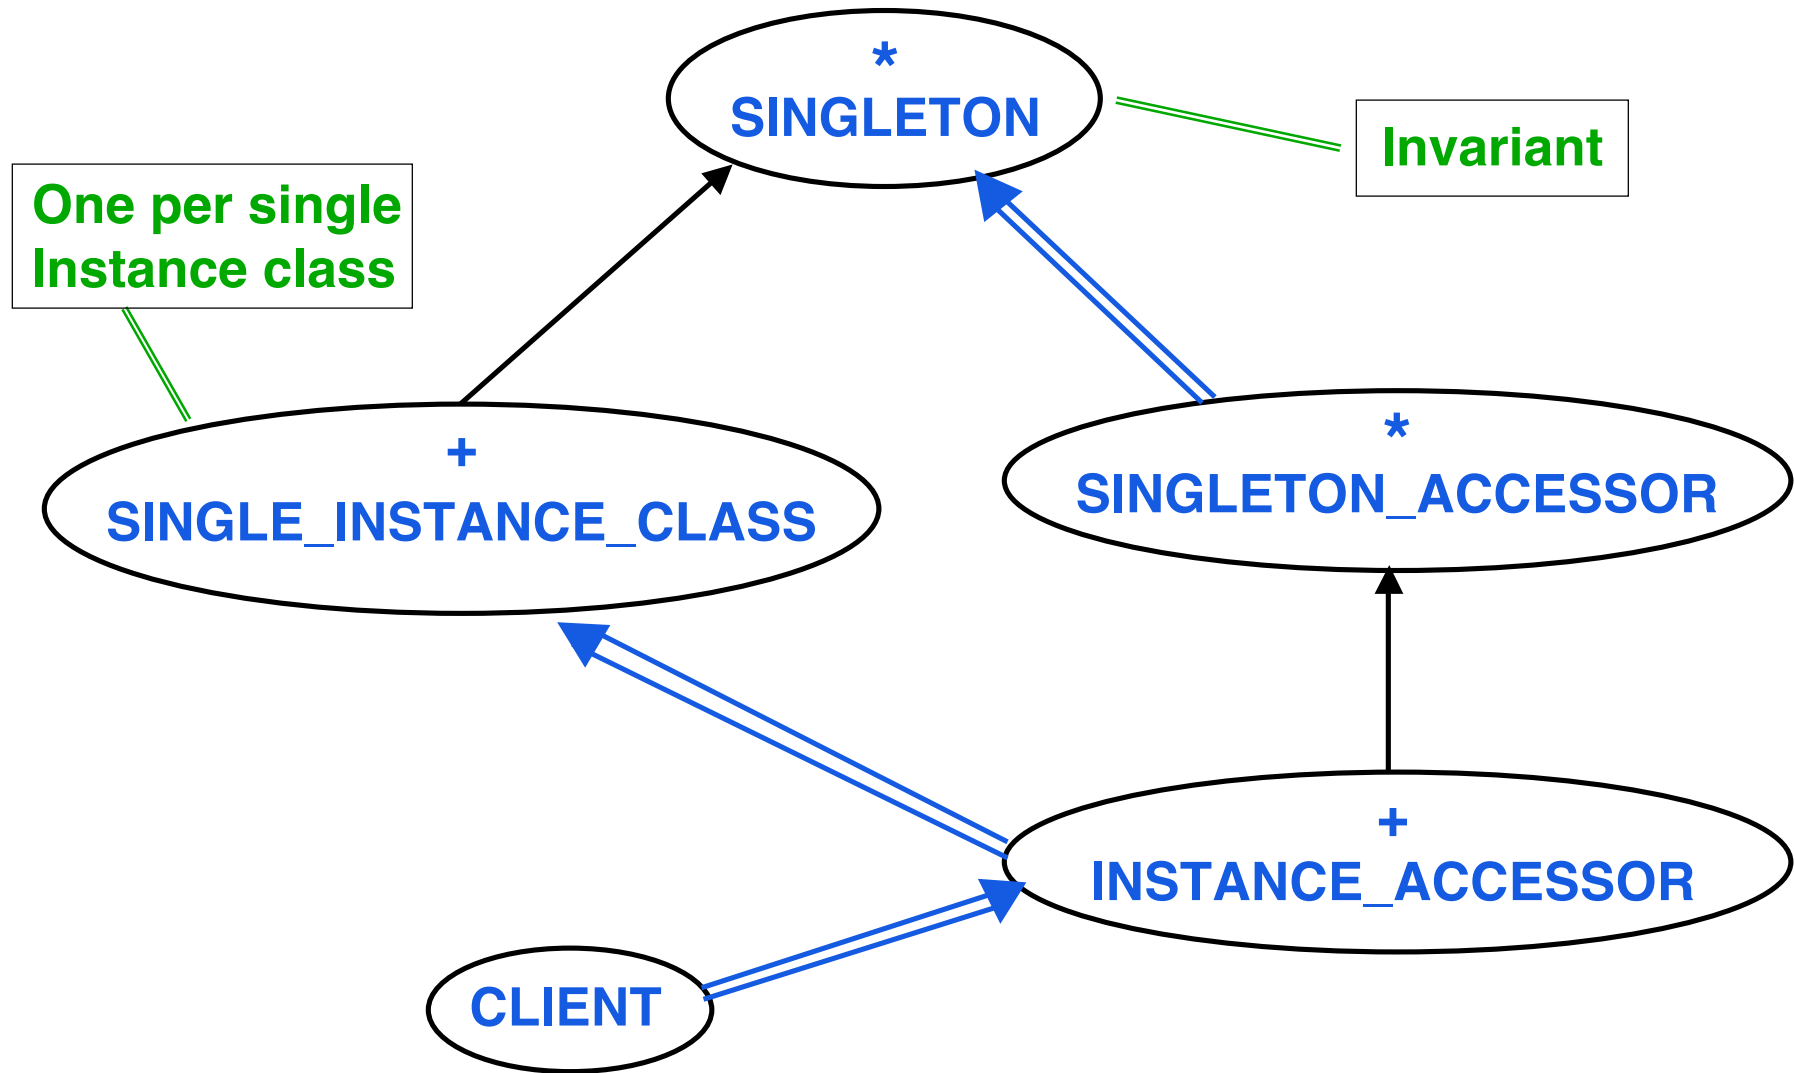 *
SINGLETON
Invariant
One per single
Instance class
+
SINGLE_INSTANCE_CLASS
*
SINGLETON_ACCESSOR
+
INSTANCE_ACCESSOR
CLIENT